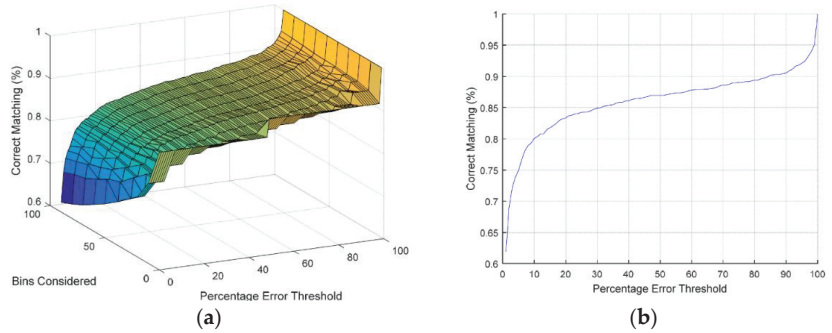 1
0.9
0.8
0.7
0.6
Correct Matching (%)
100
50
0
Bins Considered
0
20
40
60
80
100
Percentage Error Threshold
(a)
1
0.95
0.9
0.85
0.8
0.75
0.7
0.65
0.6
Correct Matching (%)
0 10 20 30 40 50 60 70 80 90 100
Percentage Error Threshold
(b)